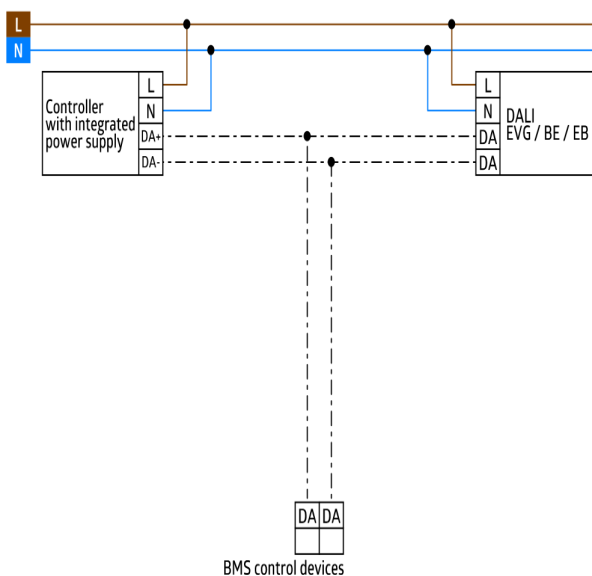 L
N
Controller
with integrated
power supply
L
N
DA+
DA-
L
N
DA
DA
DALI
EVG / BE / EB
DA DA
BMS control devices